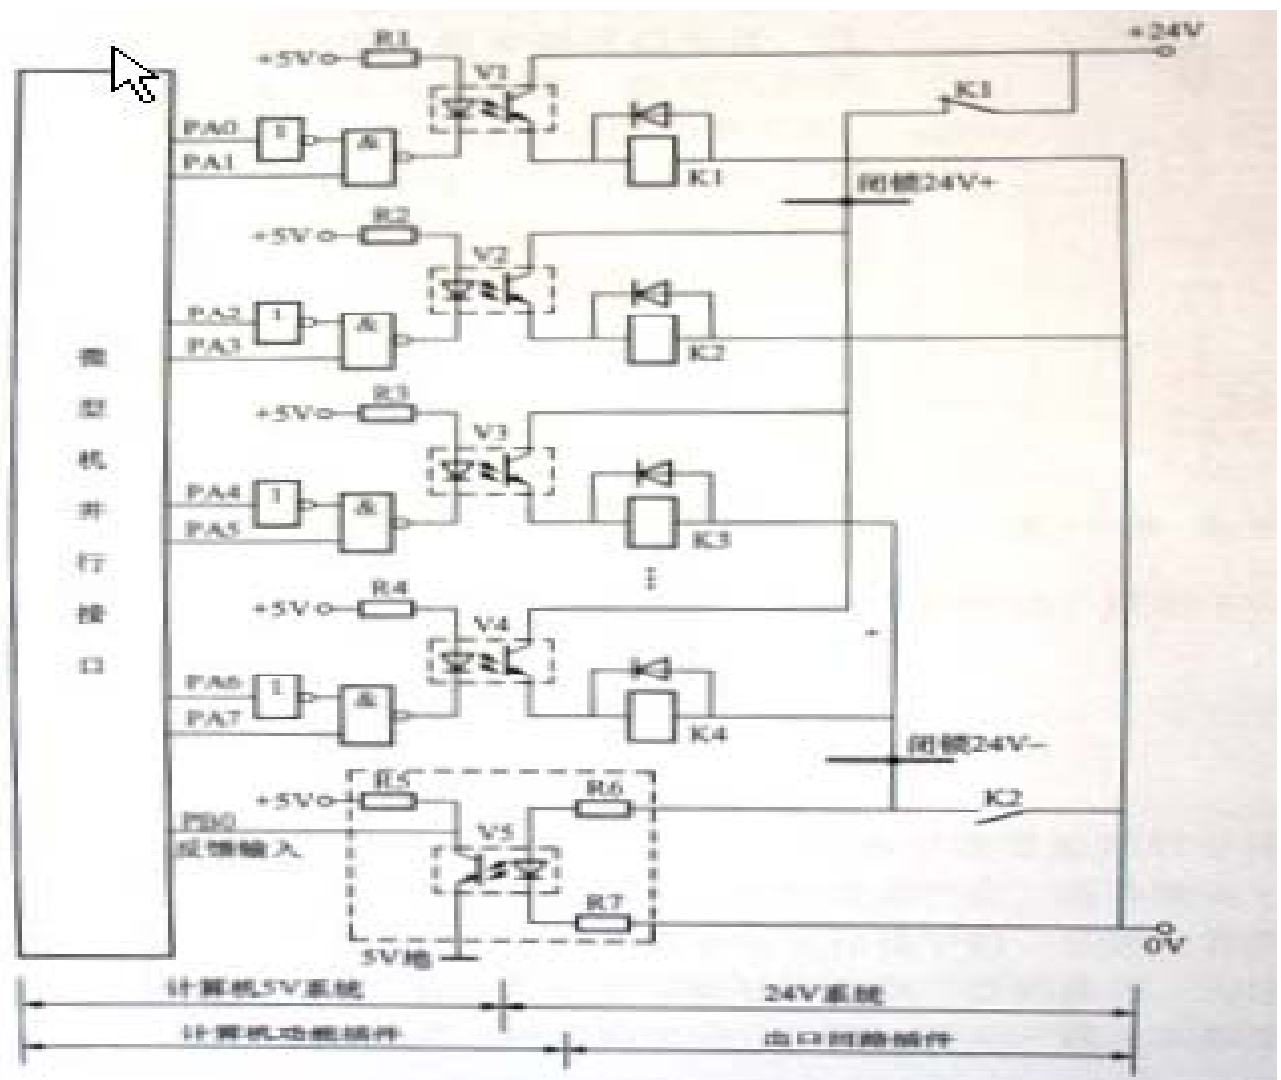 +24V
R1
+5V
V1
K1
PA0
1
&
PA1
K1
闭锁24V+
R2
+5V
V2
PA2
1
&
PA3
K2
R3
+5V
V3
PA4
1
&
PA5
K3
R4
+5V
V4
PA6
1
&
PA7
K4
闭锁24V-
微型机并行接口
R5
+5V
R6
K2
PB0
V5
反馈输入
R7
5V地
0V
计算机5V系统
24V系统
计算机功能插件
出口回路插件